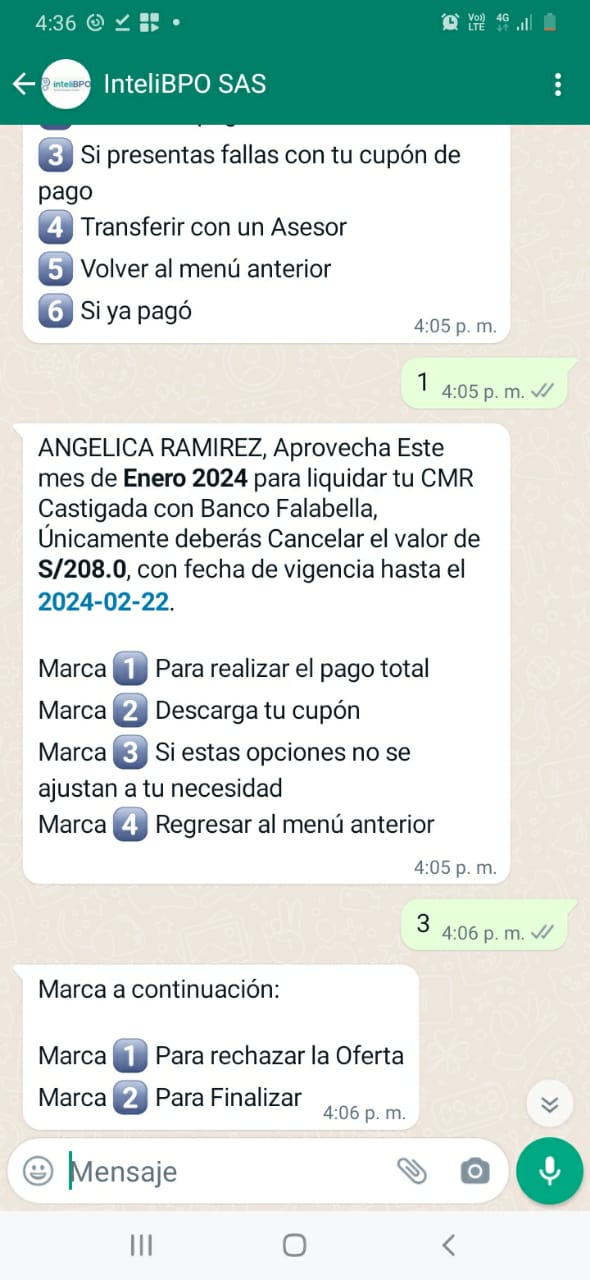 4:36
Vo)) LTE 4G
inteliBPO
InteliBPO SAS
3 Si presentas fallas con tu cupón de
pago
4 Transferir con un Asesor
5 Volver al menú anterior
6 Si ya pagó
4:05 p. m.
1 4:05 p. m.
ANGELICA RAMIREZ, Aprovecha Este
mes de Enero 2024 para liquidar tu CMR
Castigada con Banco Falabella,
Únicamente deberás Cancelar el valor de
S/208.0, con fecha de vigencia hasta el
2024-02-22.
Marca 1 Para realizar el pago total
Marca 2 Descarga tu cupón
Marca 3 Si estas opciones no se
ajustan a tu necesidad
Marca 4 Regresar al menú anterior
4:05 p. m.
3 4:06 p. m.
Marca a continuación:
Marca 1 Para rechazar la Oferta
Marca 2 Para Finalizar
4:06 p. m.
Mensaje